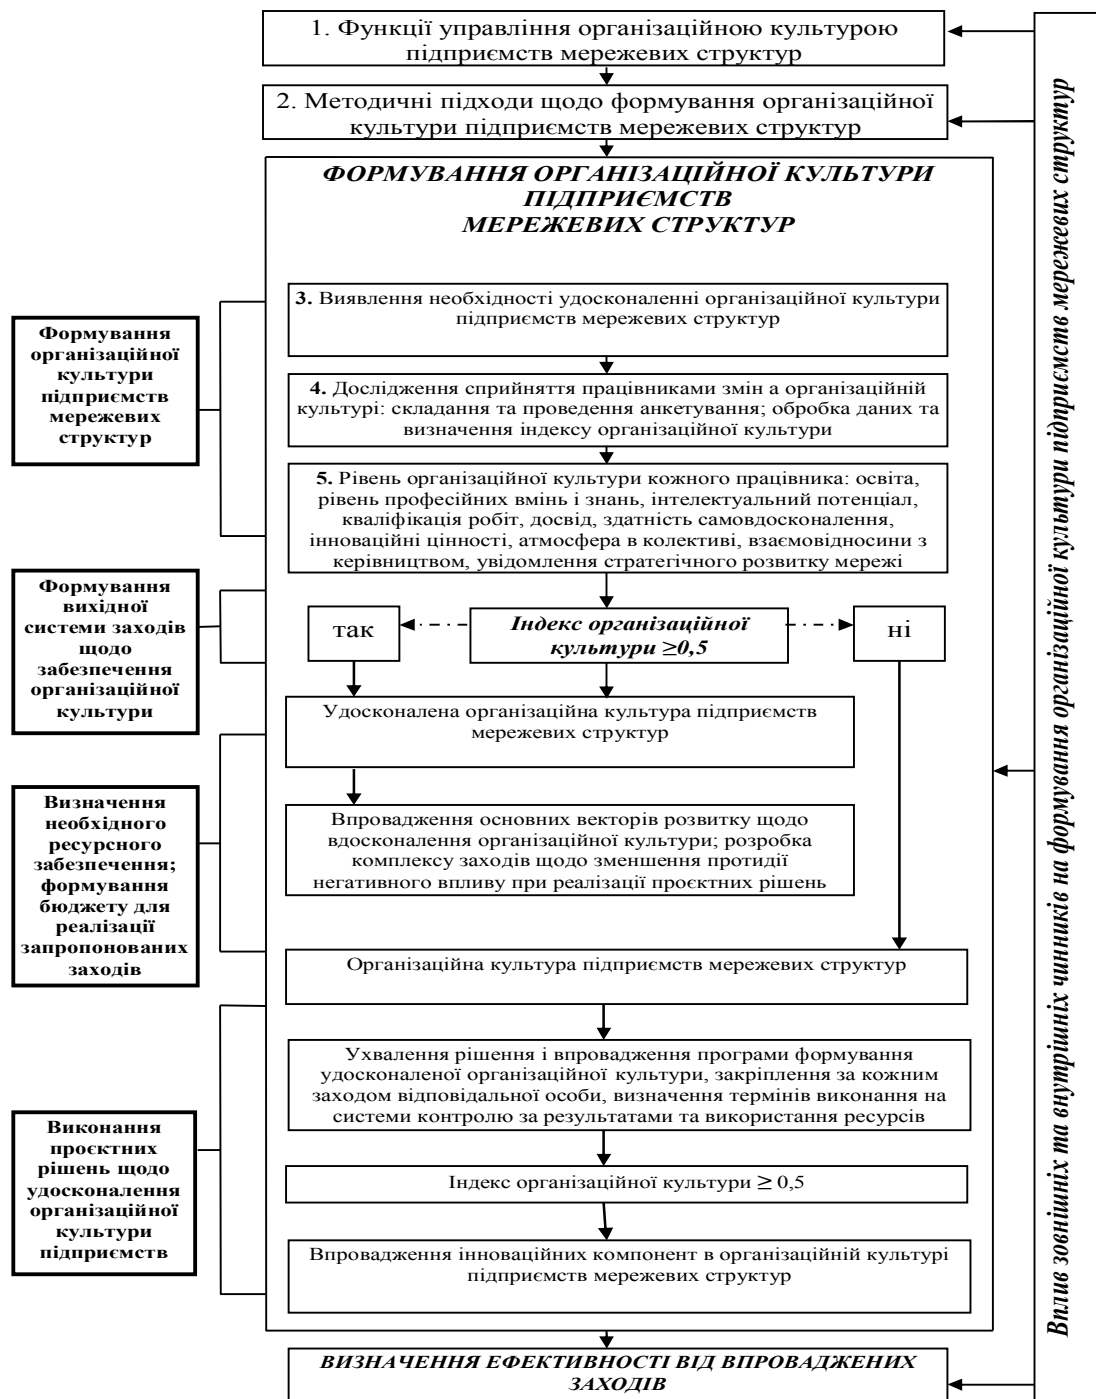 1. Функції управління організаційною культурою
підприємств мережевих структур
2. Методичні підходи щодо формування організаційної
культури підприємств мережевих структур
ФОРМУВАННЯ ОРГАНІЗАЦІЙНОЇ КУЛЬТУРИ
ПІДПРИЄМСТВ
МЕРЕЖЕВИХ СТРУКТУР
3. Виявлення необхідності удосконаленні організаційної культури
підприємств мережевих структур
4. Дослідження сприйняття працівниками змін а організаційній
культурі: складання та проведення анкетування; обробка даних та
визначення індексу організаційної культури
5. Рівень організаційної культури кожного працівника: освіта,
рівень професійних вмінь і знань, інтелектуальний потенціал,
кваліфікація робіт, досвід, здатність самовдосконалення,
інноваційні цінності, атмосфера в колективі, взаємовідносини з
керівництвом, увідомлення стратегічного розвитку мережі
так
Індекс організаційної
культури ≥0,5
ні
Удосконалена організаційна культура підприємств
мережевих структур
Впровадження основних векторів розвитку щодо
вдосконалення організаційної культури; розробка
комплексу заходів щодо зменшення протидії
негативного впливу при реалізації проєктних рішень
Організаційна культура підприємств мережевих структур
Ухвалення рішення і впровадження програми формування
удосконаленої організаційної культури, закріплення за кожним
заходом відповідальної особи, визначення термінів виконання на
системи контролю за результатами та використання ресурсів
Індекс організаційної культури ≥ 0,5
Впровадження інноваційних компонент в організаційній культурі
підприємств мережевих структур
ВИЗНАЧЕННЯ ЕФЕКТИВНОСТІ ВІД ВПРОВАДЖЕНИХ
ЗАХОДІВ
Формування
організаційної
культури
підприємств
мережевих
структур
Формування
вихідної
системи заходів
щодо
забезпечення
організаційної
культури
Визначення
необхідного
ресурсного
забезпечення;
формування
бюджету для
реалізації
запропонованих
заходів
Виконання
проєктних
рішень щодо
удосконалення
організаційної
культури
підприємств
Вплив зовнішніх та внутрішніх чинників на формування організаційної культури підприємств мережевих структур